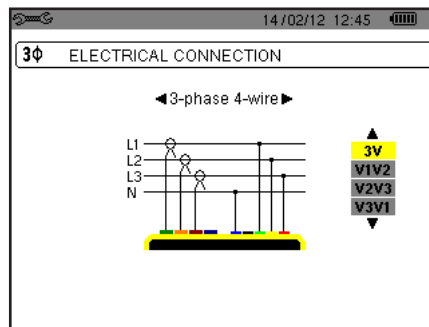 14/02/12 12:45
3Φ ELECTRICAL CONNECTION
◄3-phase 4-wire►
L1
L2
L3
N
3V
V1V2
V2V3
V3V1